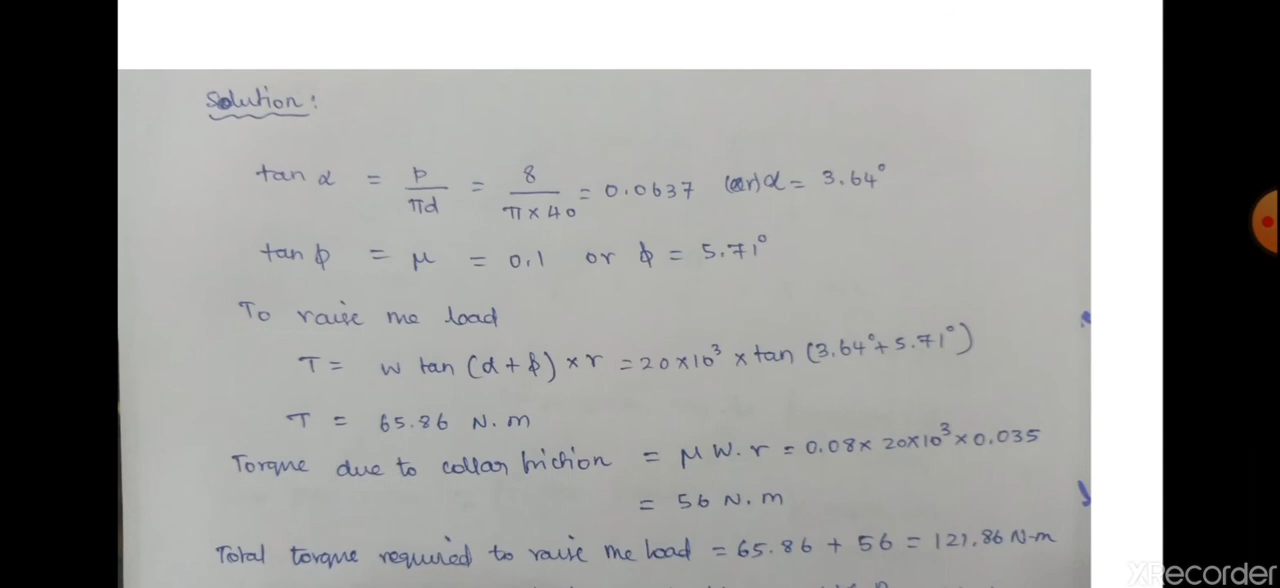 Solution:
tan α = p/πd = 8/π×40 = 0.0637 (or) α = 3.64°
tan ϕ = μ = 0.1 or ϕ = 5.71°
To raise me load
T = W tan (α+ϕ) × r = 20×10³ × tan (3.64°+5.71°)
T = 65.86 N.m
Torque due to collar friction = μ W.r = 0.08× 20×10³×0.035
= 56 N.m
Total torque required to raise me load = 65.86 + 56 = 121.86 N-m
XRecorder